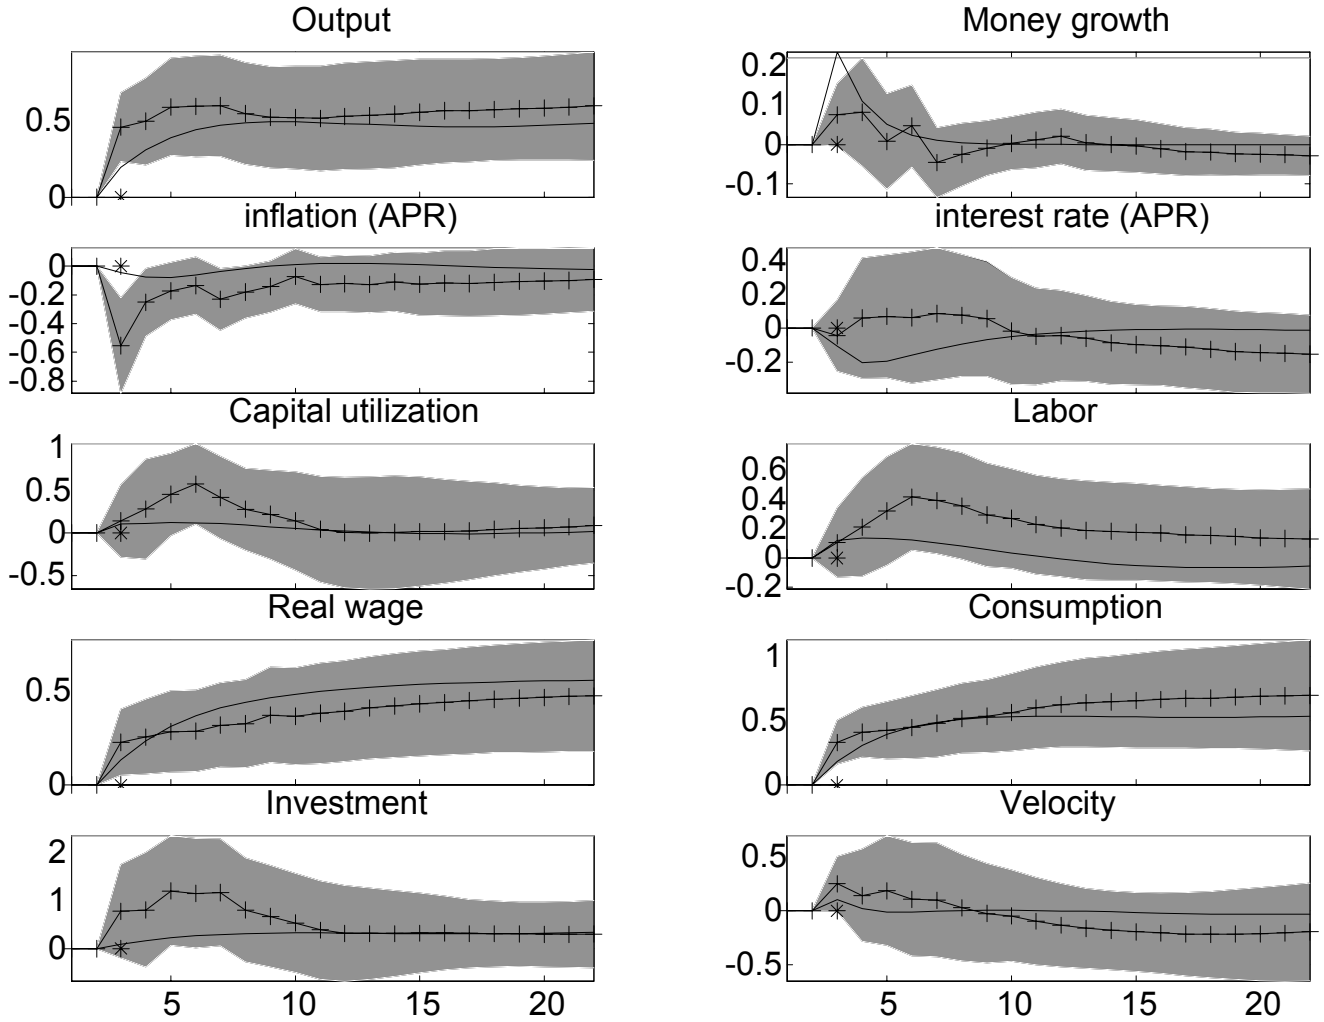 Output
0.5
0
Money growth
0.2
0.1
0
-0.1
inflation (APR)
0
-0.2
-0.4
-0.6
-0.8
interest rate (APR)
0.4
0.2
0
-0.2
Capital utilization
1
0.5
0
-0.5
Labor
0.6
0.4
0.2
0
-0.2
Real wage
0.5
0
Consumption
1
0.5
0
Investment
2
1
0
5 10 15 20
Velocity
0.5
0
-0.5
5 10 15 20